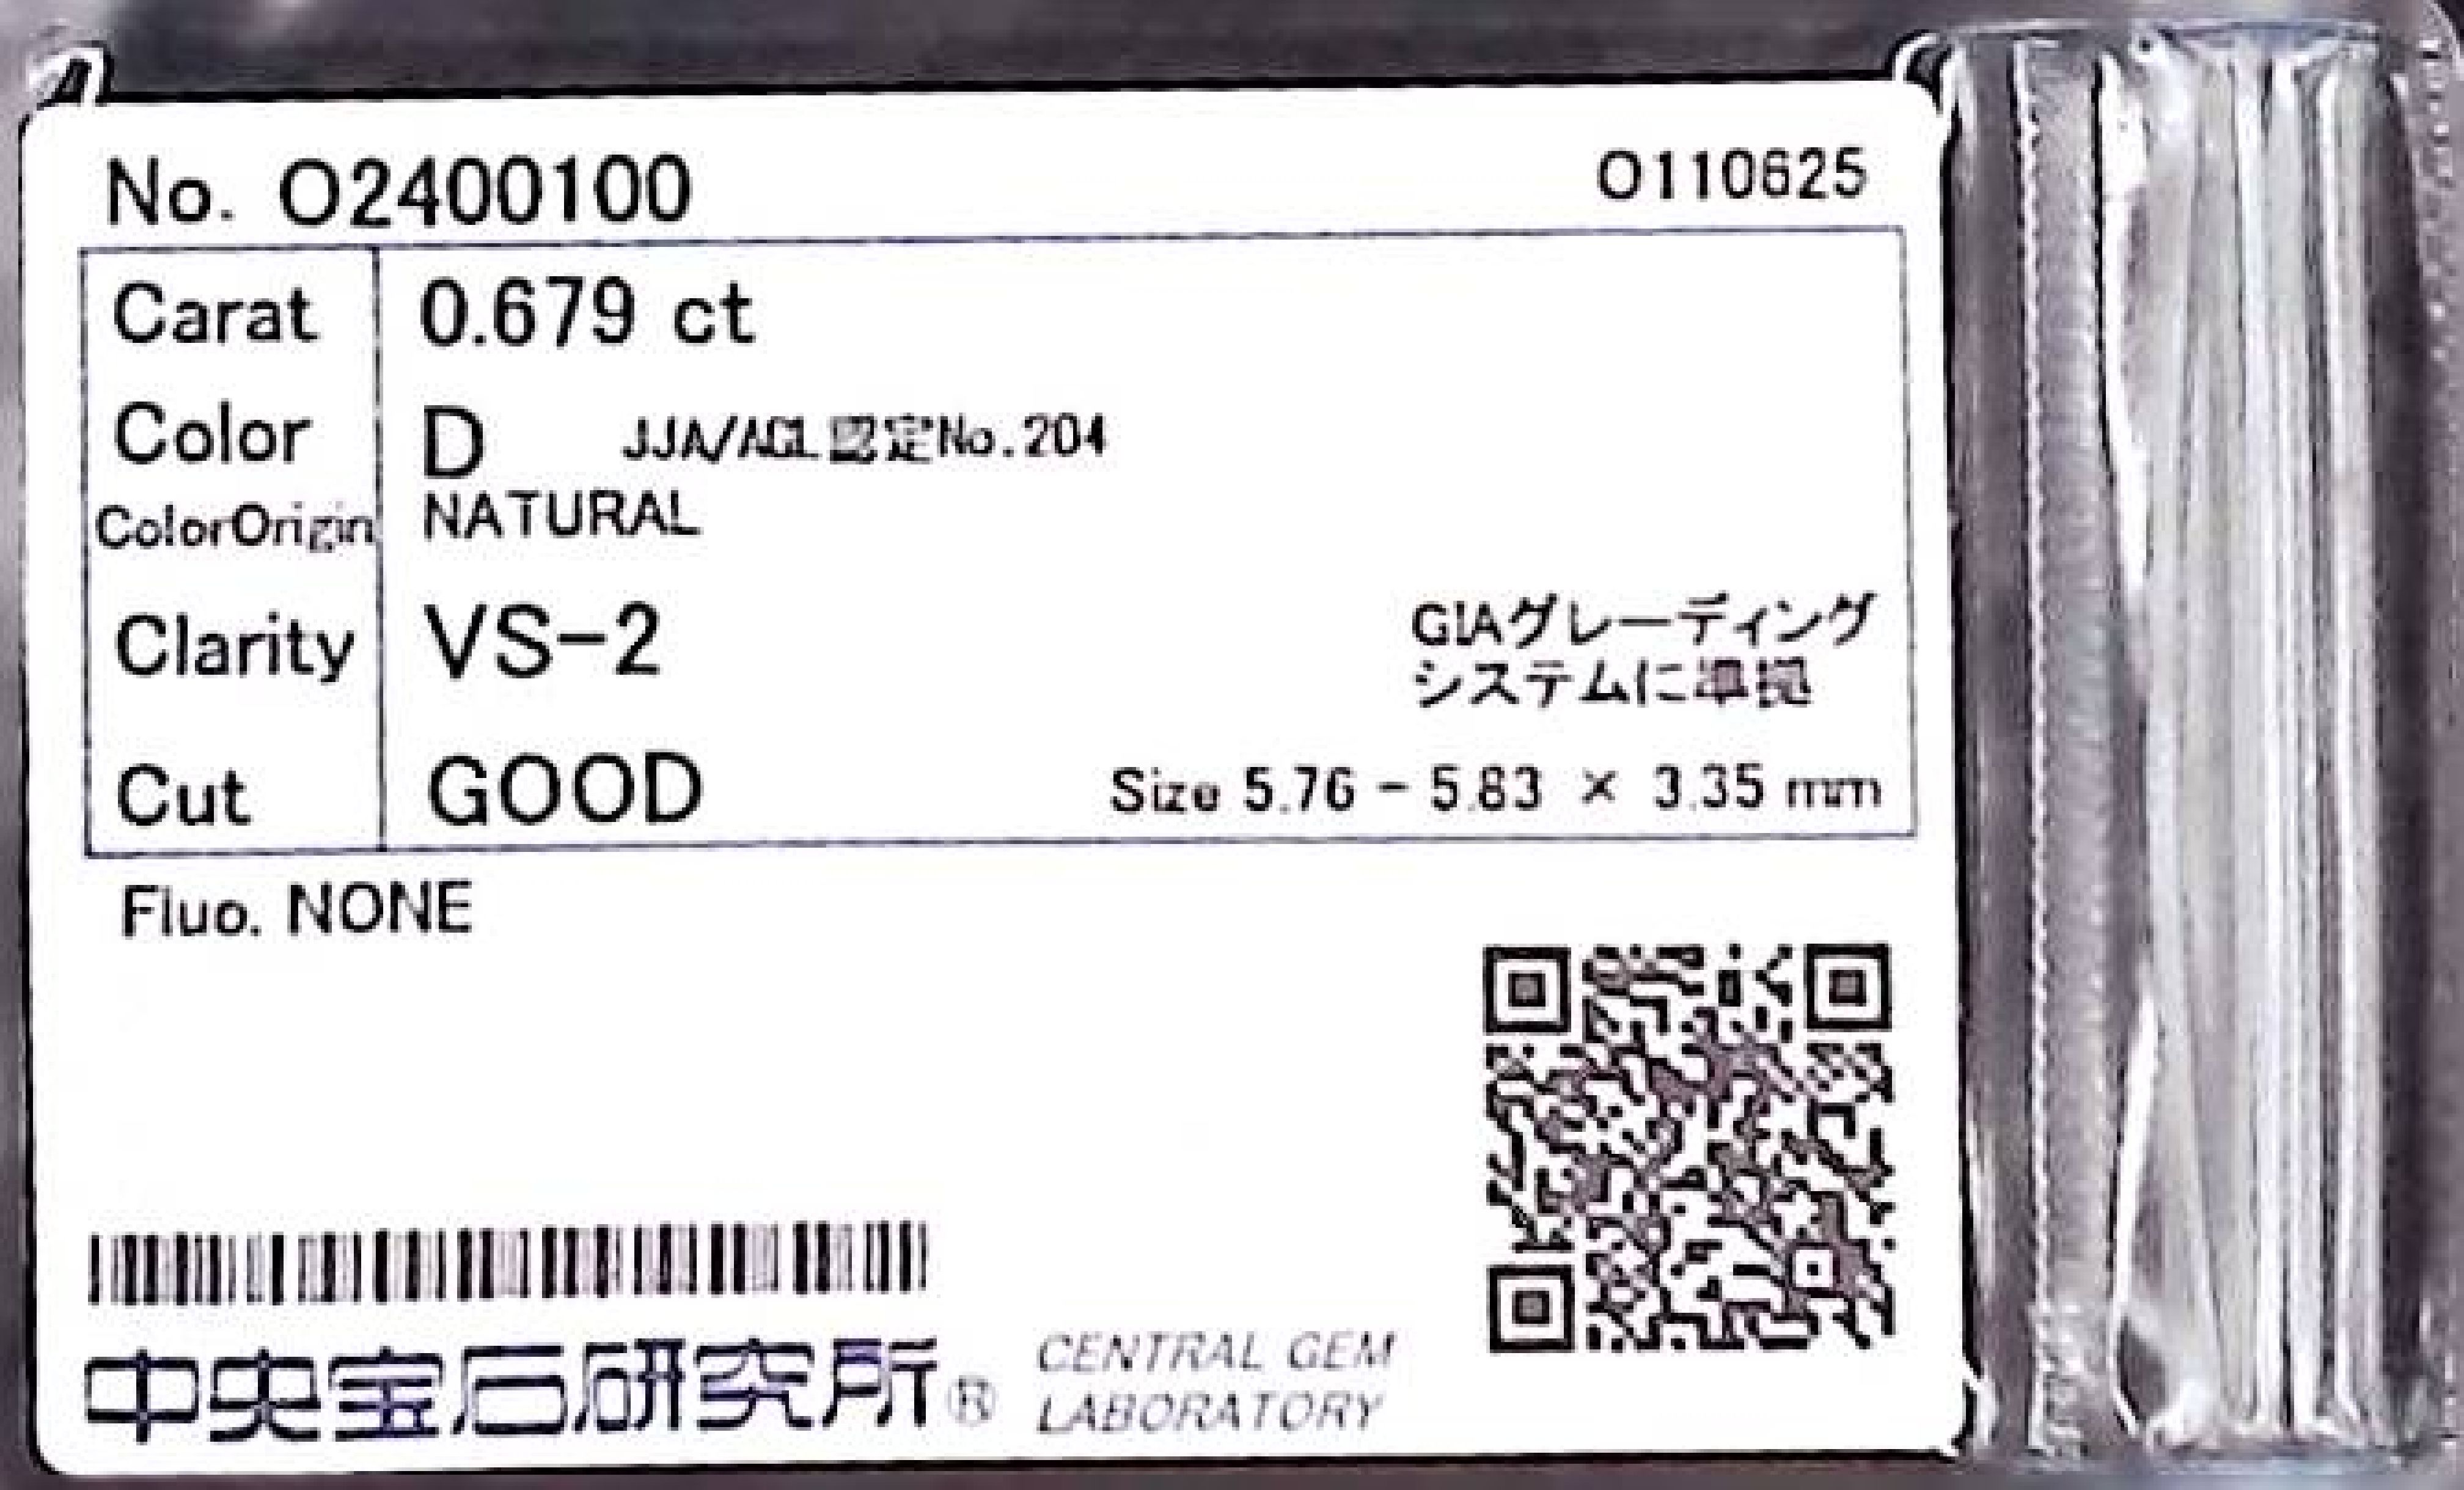 No. O2400100
O110625
Carat 0.679 ct
Color D JJA/AGL認定No.204
ColorOrigin NATURAL
Clarity VS-2
GIAグレーディング
システムに準拠
Cut GOOD
Size 5.76 - 5.83 × 3.35 mm
Fluo. NONE
中央宝石研究所®
CENTRAL GEM
LABORATORY